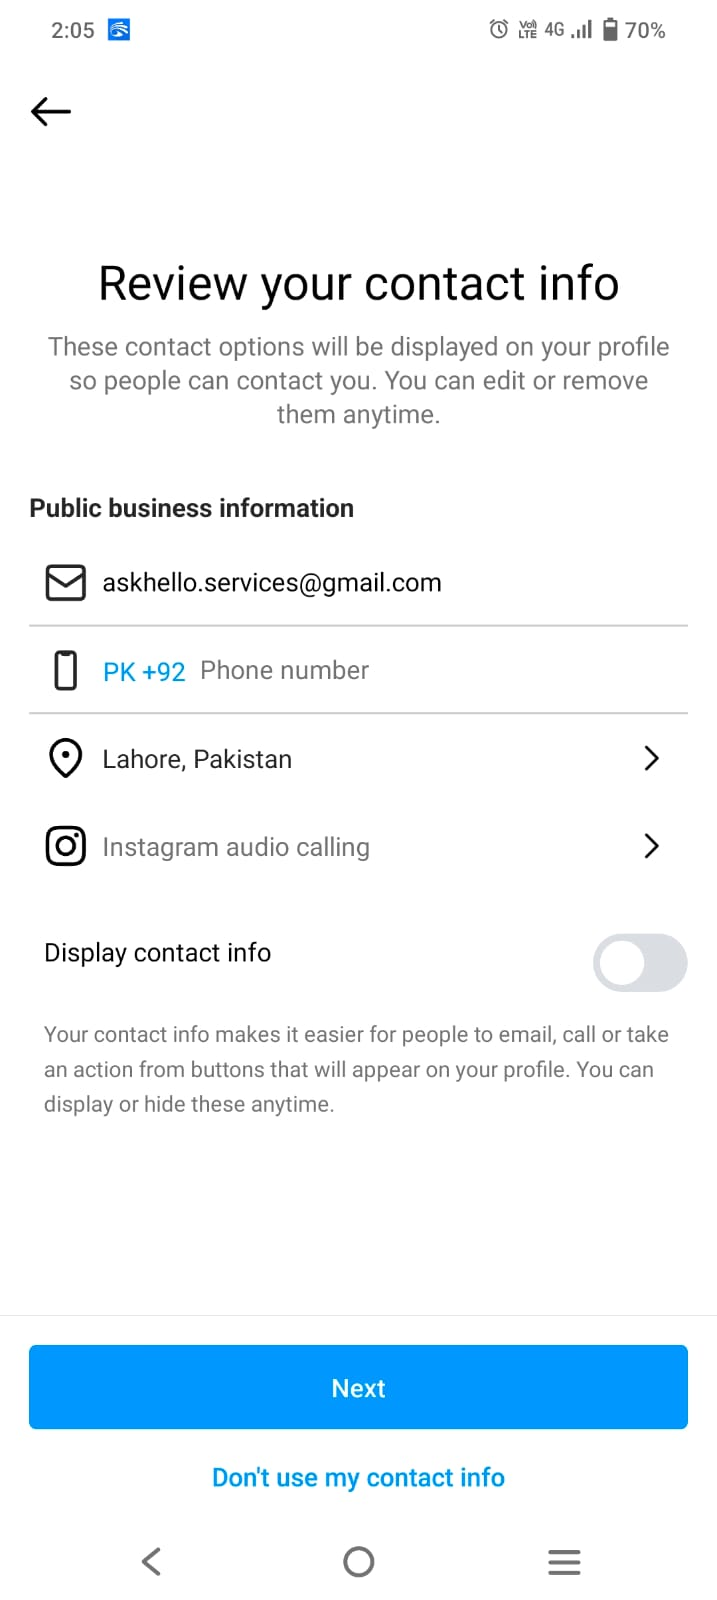 2:05 Vo) LTE 4G 70%
Review your contact info
These contact options will be displayed on your profile
so people can contact you. You can edit or remove
them anytime.
Public business information
askhello.services@gmail.com
PK +92 Phone number
Lahore, Pakistan
Instagram audio calling
Display contact info
Your contact info makes it easier for people to email, call or take
an action from buttons that will appear on your profile. You can
display or hide these anytime.
Next
Don't use my contact info